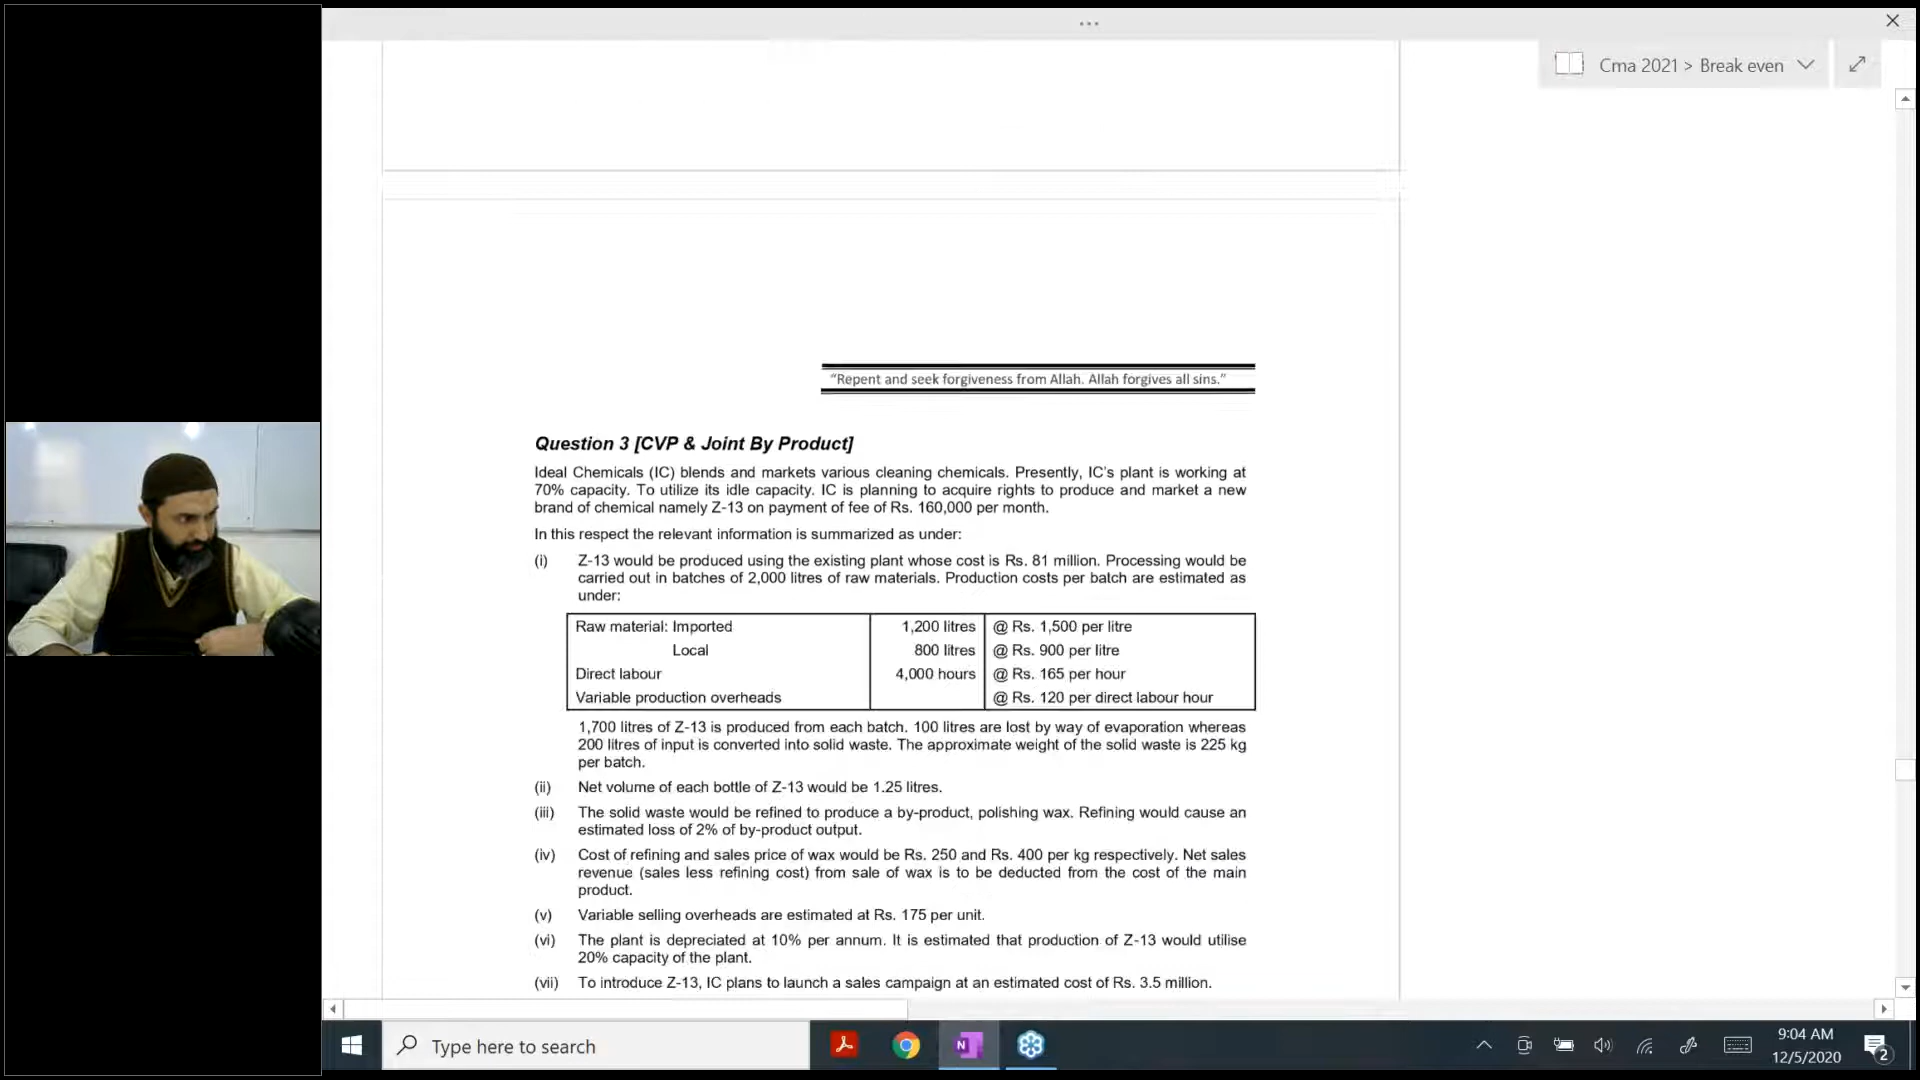 Cma 2021 > Break even
“Repent and seek forgiveness from Allah. Allah forgives all sins.”
Question 3 [CVP & Joint By Product]
Ideal Chemicals (IC) blends and markets various cleaning chemicals. Presently, IC's plant is working at
70% capacity. To utilize its idle capacity. IC is planning to acquire rights to produce and market a new
brand of chemical namely Z-13 on payment of fee of Rs. 160,000 per month.
In this respect the relevant information is summarized as under:
(i) Z-13 would be produced using the existing plant whose cost is Rs. 81 million. Processing would be
carried out in batches of 2,000 litres of raw materials. Production costs per batch are estimated as
under:
Raw material: Imported 1,200 litres @ Rs. 1,500 per litre
Local 800 litres @ Rs. 900 per litre
Direct labour 4,000 hours @ Rs. 165 per hour
Variable production overheads @ Rs. 120 per direct labour hour
1,700 litres of Z-13 is produced from each batch. 100 litres are lost by way of evaporation whereas
200 litres of input is converted into solid waste. The approximate weight of the solid waste is 225 kg
per batch.
(ii) Net volume of each bottle of Z-13 would be 1.25 litres.
(iii) The solid waste would be refined to produce a by-product, polishing wax. Refining would cause an
estimated loss of 2% of by-product output.
(iv) Cost of refining and sales price of wax would be Rs. 250 and Rs. 400 per kg respectively. Net sales
revenue (sales less refining cost) from sale of wax is to be deducted from the cost of the main
product.
(v) Variable selling overheads are estimated at Rs. 175 per unit.
(vi) The plant is depreciated at 10% per annum. It is estimated that production of Z-13 would utilise
20% capacity of the plant.
(vii) To introduce Z-13, IC plans to launch a sales campaign at an estimated cost of Rs. 3.5 million.
Type here to search
N
9:04 AM
12/5/2020
2